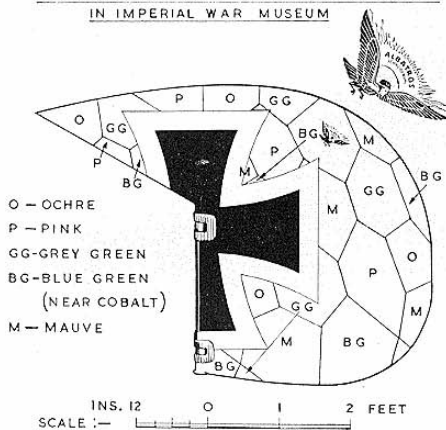 IN IMPERIAL WAR MUSEUM
ALBATROS
P
O
GG
O
GG
BG
M
P
BG
P
M
BG
M
GG
O – OCHRE
P – PINK
GG-GREY GREEN
BG-BLUE GREEN
(NEAR COBALT)
M – MAUVE
P
O
O
GG
M
M
BG
BG
INS. 12 0 1 2 FEET
SCALE :–